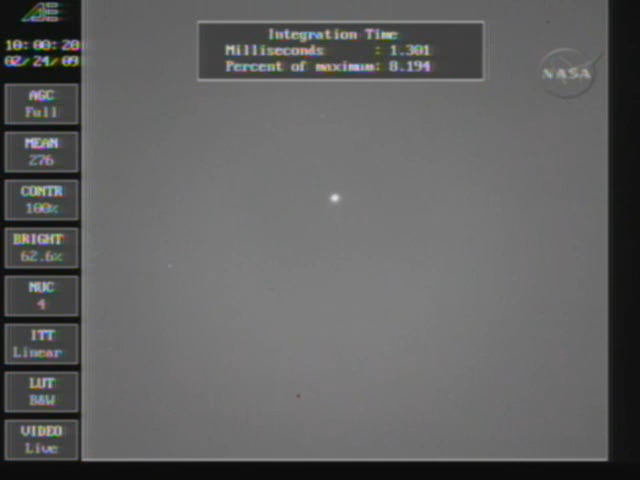 AE
10:00:20
02/24/09
Integration Time
Milliseconds : 1.301
Percent of maximum: 8.194
NASA
AGC
Full
MEAN
276
CONTR
100%
BRIGHT
62.6%
NUC
4
ITT
Linear
LUT
B&W
VIDEO
Live